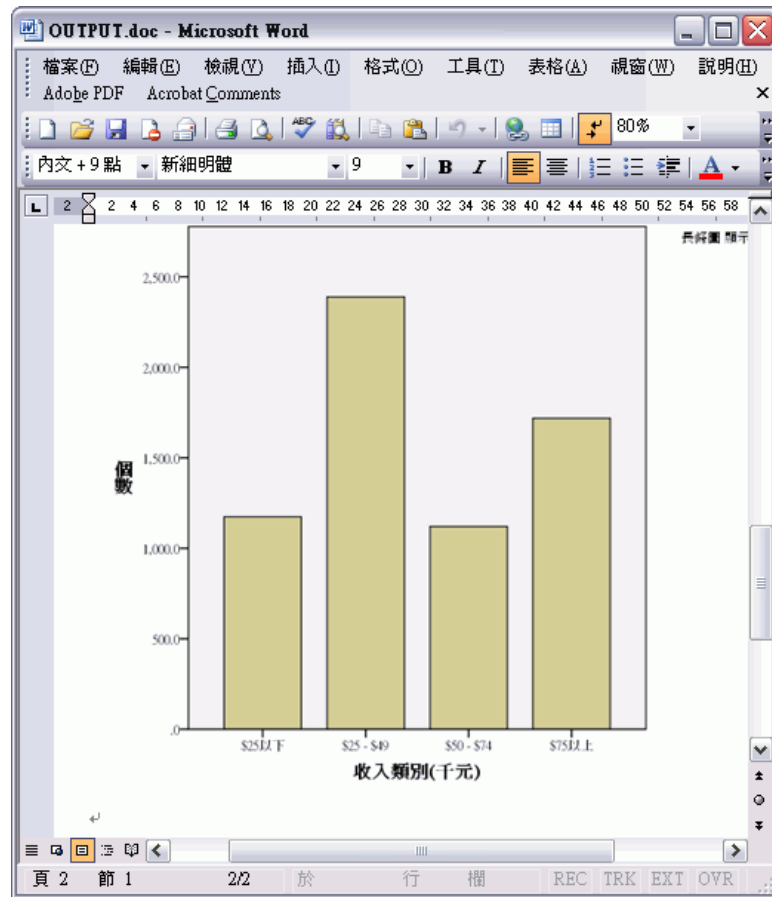 OUTPUT.doc - Microsoft Word
檔案(F) 編輯(E) 檢視(V) 插入(I) 格式(O) 工具(T) 表格(A) 視窗(W) 說明(H)
Adobe PDF Acrobat Comments
80%
內文 + 9 點 新細明體 9 B I A
L 2 2 4 6 8 10 12 14 16 18 20 22 24 26 28 30 32 34 36 38 40 42 44 46 48 50 52 54 56 58
長條圖 顯示
2,500.0
2,000.0
1,500.0
1,000.0
500.0
.0
個數
$25以下 $25 - $49 $50 - $74 $75以上
收入類別(千元)
頁 2 節 1 2/2 於 行 欄 REC TRK EXT OVR